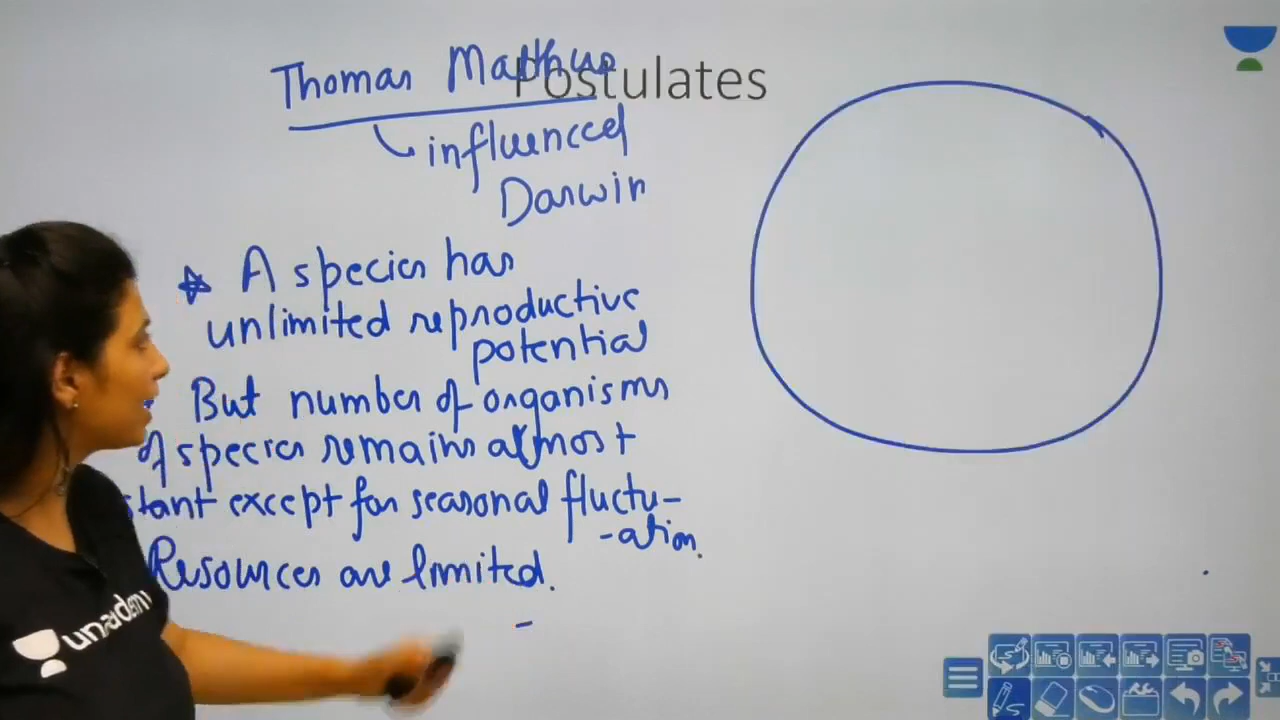 Postulates
Thomas Malthus
influenced
Darwin
A species has
unlimited reproductive
potential
But number of organisms
of species remains almost
stant except for seasonal fluctu-
-ation.
Resources are limited.
unacademy